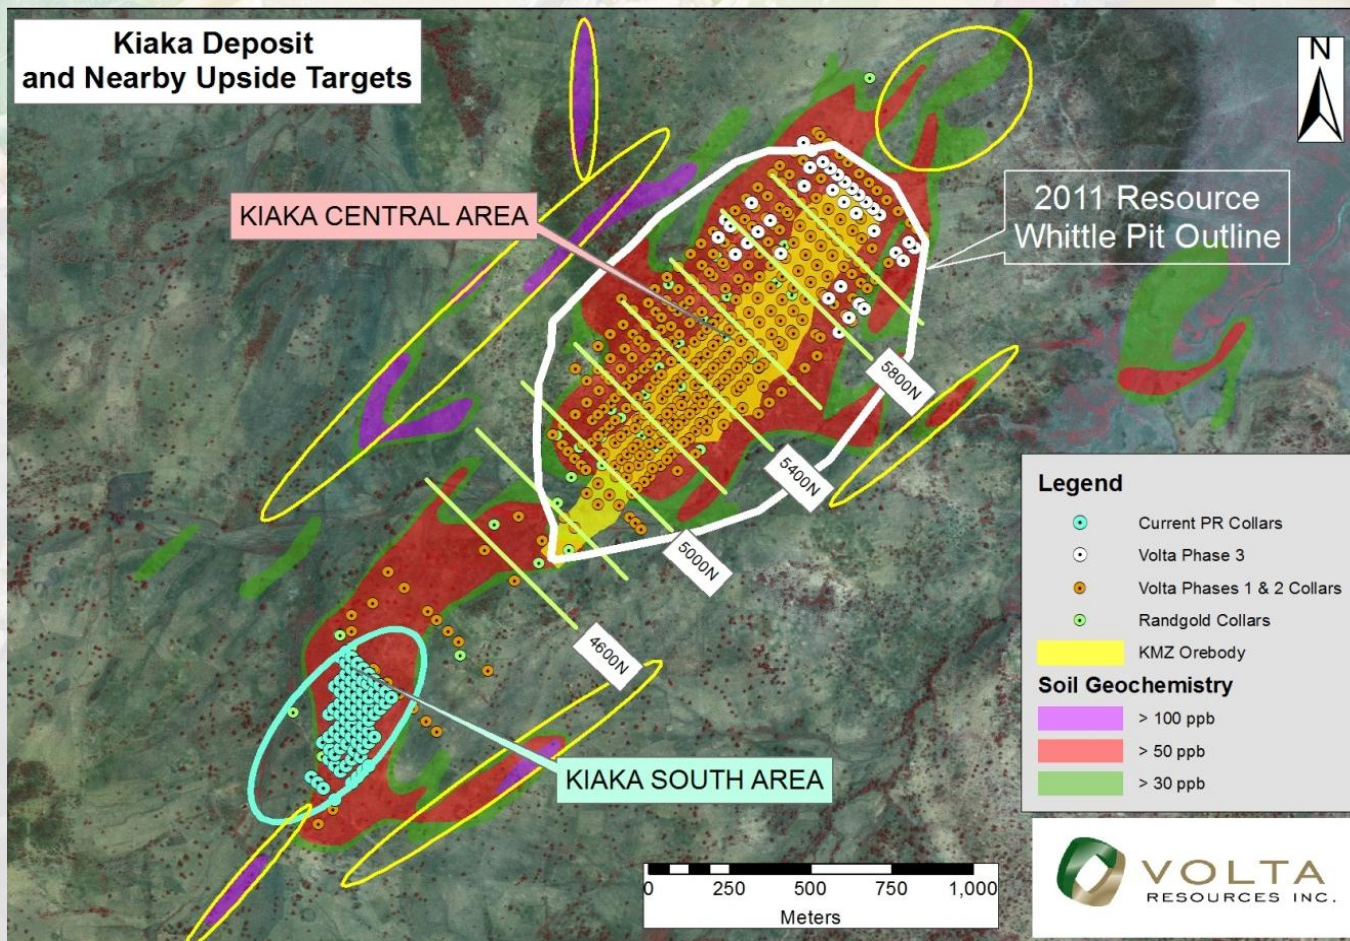 Kiaka Deposit
and Nearby Upside Targets
N
KIAKA CENTRAL AREA
2011 Resource
Whittle Pit Outline
5800N
5400N
5000N
4600N
KIAKA SOUTH AREA
Legend
Current PR Collars
Volta Phase 3
Volta Phases 1 & 2 Collars
Randgold Collars
KMZ Orebody
Soil Geochemistry
> 100 ppb
> 50 ppb
> 30 ppb
0 250 500 750 1,000
Meters
VOLTA
RESOURCES INC.